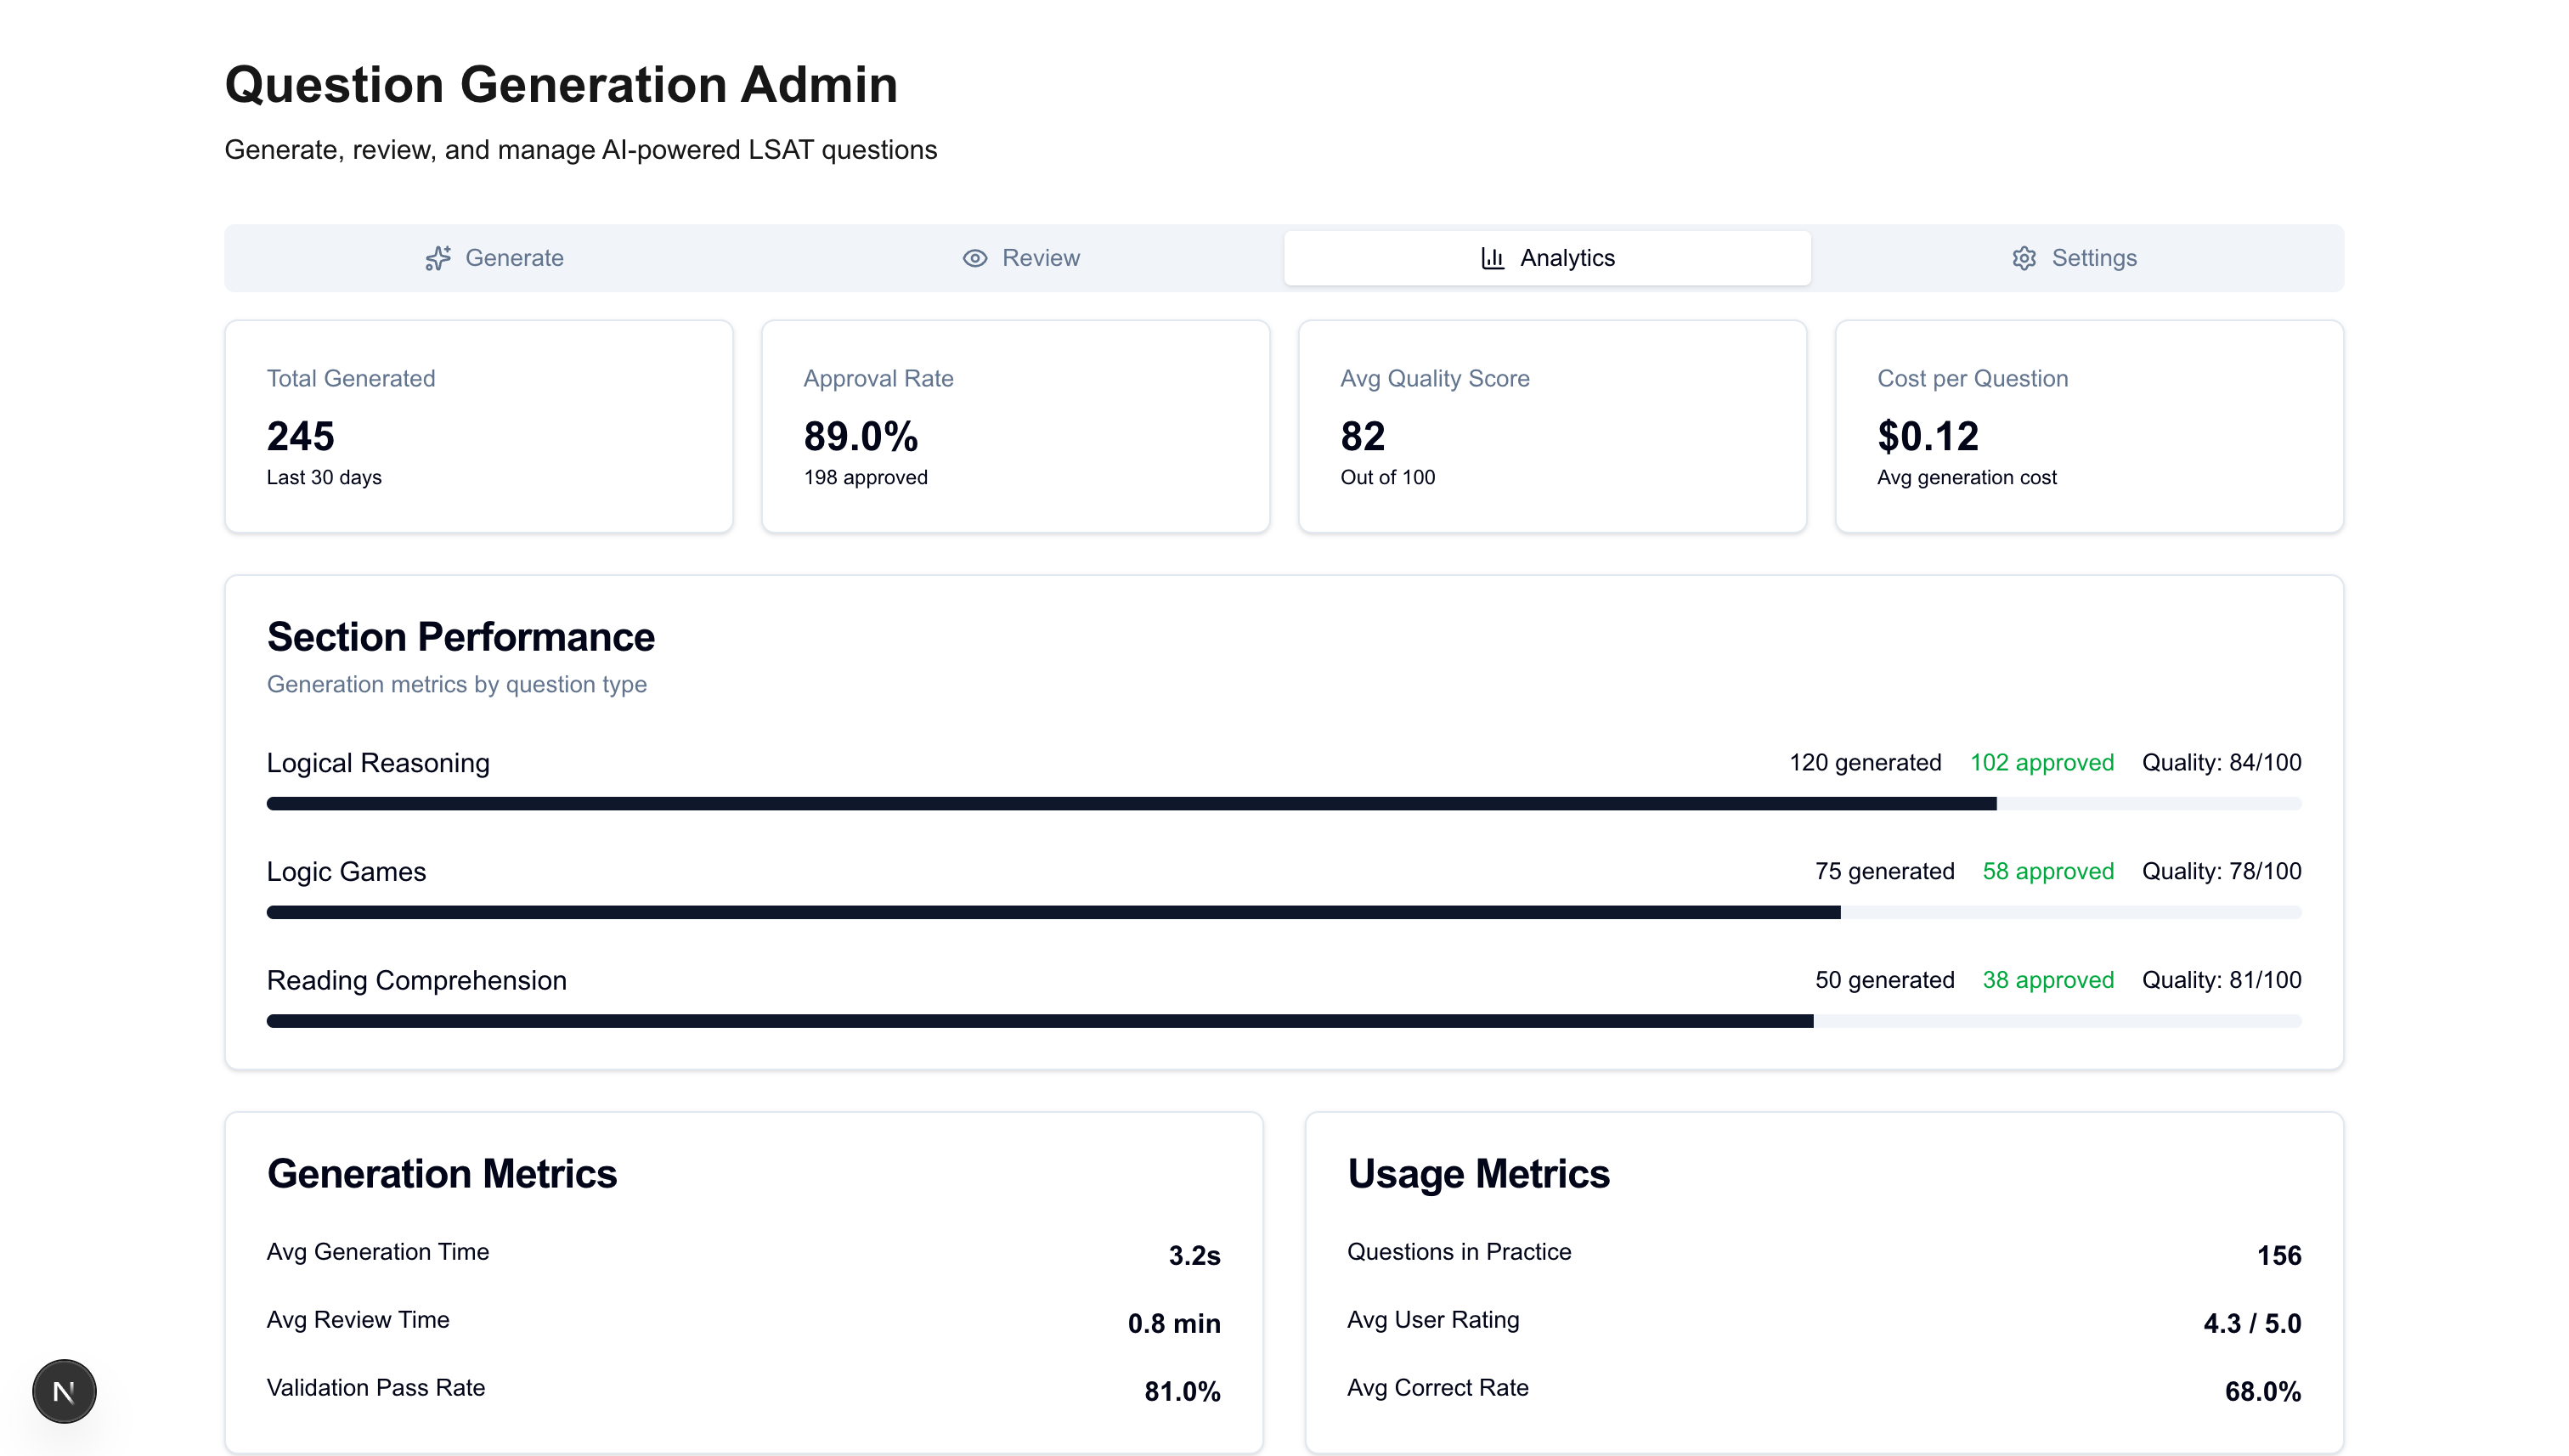 Question Generation Admin
Generate, review, and manage AI-powered LSAT questions
Generate
Review
Analytics
Settings
Total Generated
245
Last 30 days
Approval Rate
89.0%
198 approved
Avg Quality Score
82
Out of 100
Cost per Question
$0.12
Avg generation cost
Section Performance
Generation metrics by question type
Logical Reasoning
120 generated 102 approved Quality: 84/100
Logic Games
75 generated 58 approved Quality: 78/100
Reading Comprehension
50 generated 38 approved Quality: 81/100
Generation Metrics
Avg Generation Time 3.2s
Avg Review Time 0.8 min
Validation Pass Rate 81.0%
Usage Metrics
Questions in Practice 156
Avg User Rating 4.3 / 5.0
Avg Correct Rate 68.0%
N